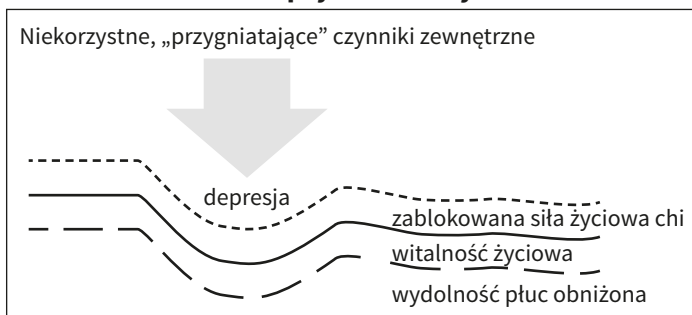 Niekorzystne, „przygniatające” czynniki zewnętrzne
depresja
zablokowana siła życiowa chi
witalność życiowa
wydolność płuc obniżona